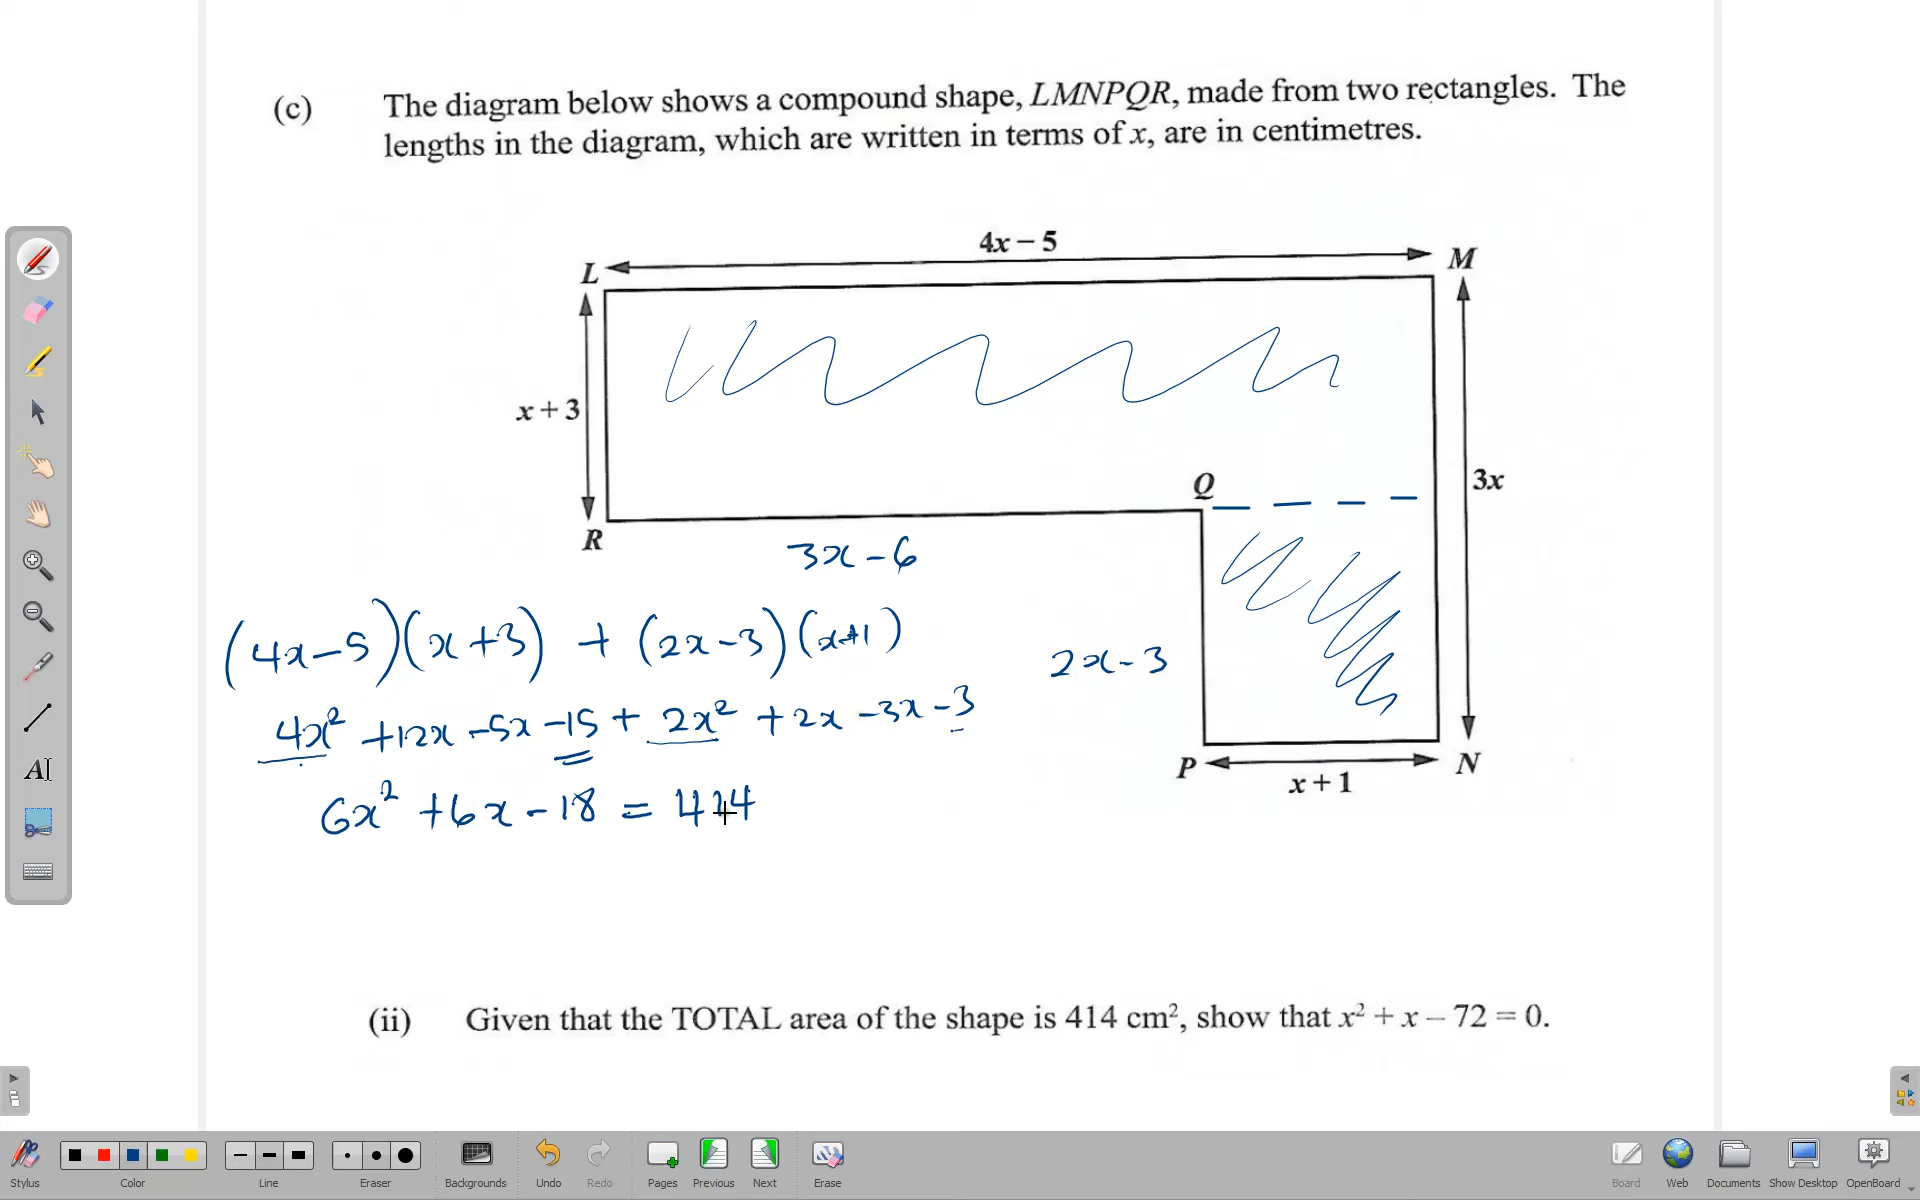 (c) The diagram below shows a compound shape, LMNPQR, made from two rectangles. The
lengths in the diagram, which are written in terms of x, are in centimetres.
4x − 5
L
M
x + 3
3x
Q
R
3x - 6
(4x-5)(x+3) + (2x-3)(x+1)
2x - 3
4x² +12x -5x -15 + 2x² +2x -3x -3
P
N
x + 1
6x² +6x -18 = 414
(ii) Given that the TOTAL area of the shape is 414 cm², show that x² + x – 72 = 0.
AI
Stylus Color Line Eraser Backgrounds Undo Redo Pages Previous Next Erase Board Web Documents Show Desktop OpenBoard